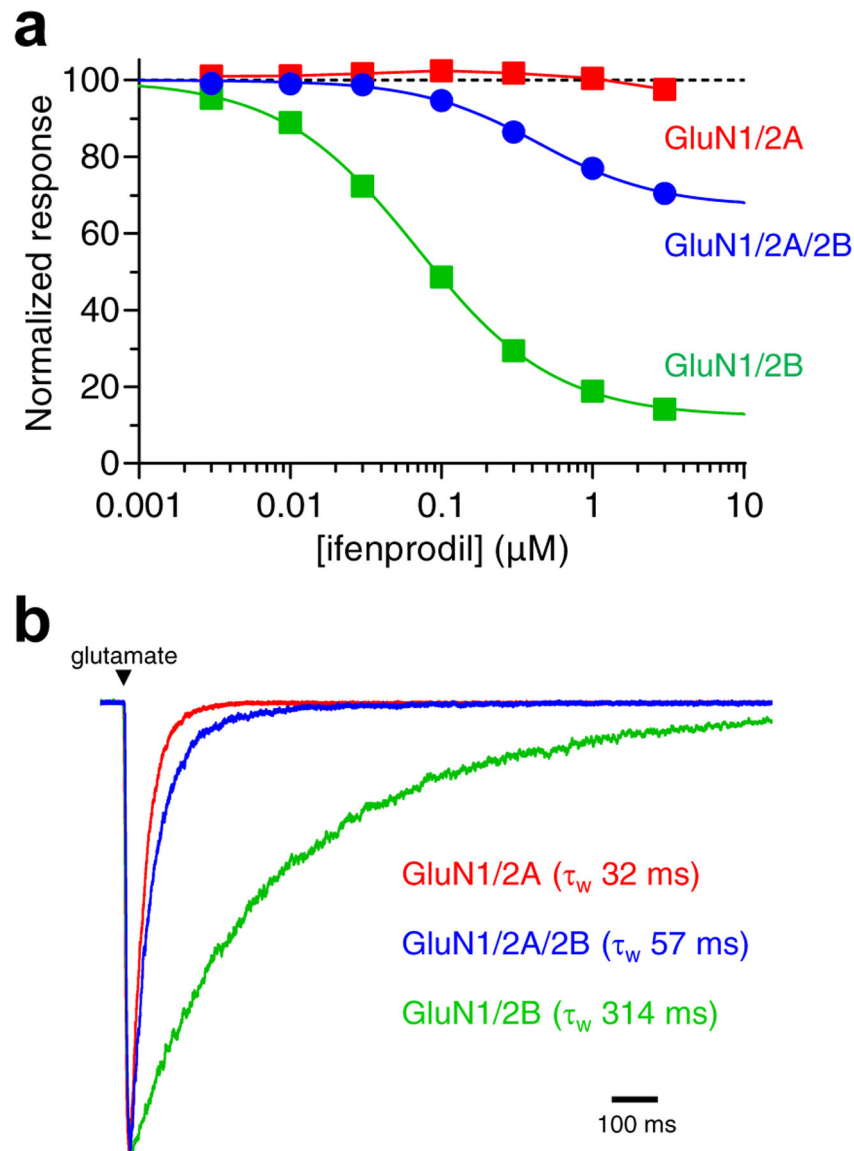 a
Normalized response
100
80
60
40
20
0
0.001 0.01 0.1 1 10
[ifenprodil] (μM)
GluN1/2A
GluN1/2A/2B
GluN1/2B
b
glutamate
GluN1/2A (τw 32 ms)
GluN1/2A/2B (τw 57 ms)
GluN1/2B (τw 314 ms)
100 ms